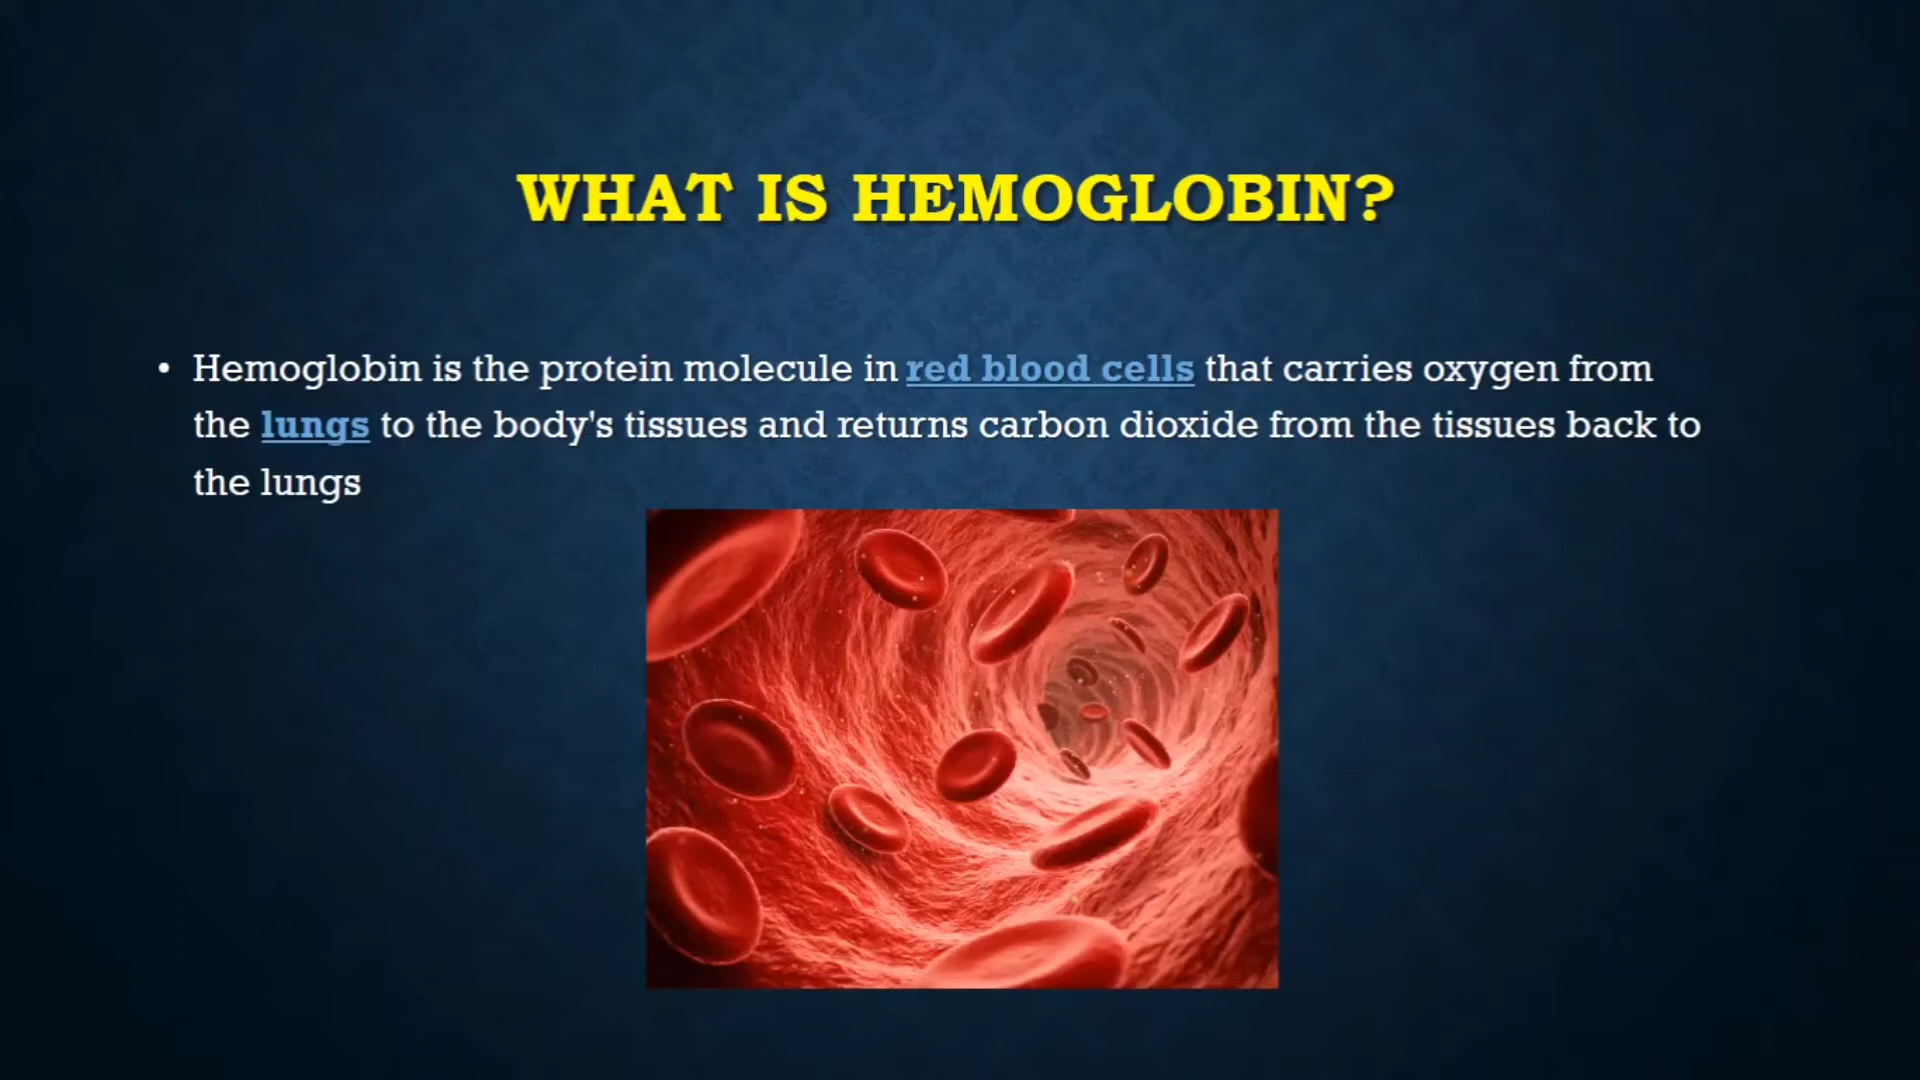 WHAT IS HEMOGLOBIN?
• Hemoglobin is the protein molecule in red blood cells that carries oxygen from
the lungs to the body's tissues and returns carbon dioxide from the tissues back to
the lungs